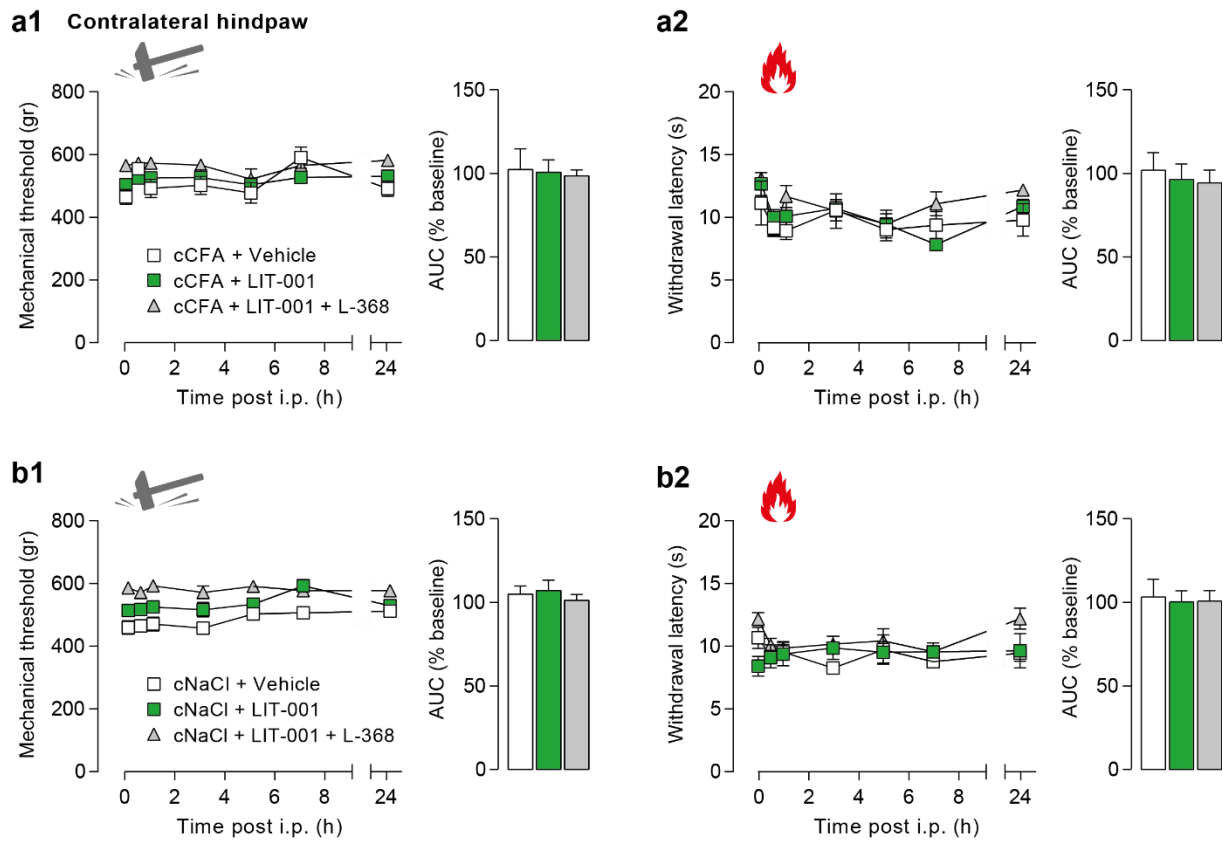 a1 Contralateral hindpaw
Mechanical threshold (gr)
800
600
400
200
0
cCFA + Vehicle
cCFA + LIT-001
cCFA + LIT-001 + L-368
0 2 4 6 8 24
Time post i.p. (h)
AUC (% baseline)
150
100
50
0
a2
Withdrawal latency (s)
20
15
10
5
0
0 2 4 6 8 24
Time post i.p. (h)
AUC (% baseline)
150
100
50
0
b1
Mechanical threshold (gr)
800
600
400
200
0
cNaCl + Vehicle
cNaCl + LIT-001
cNaCl + LIT-001 + L-368
0 2 4 6 8 24
Time post i.p. (h)
AUC (% baseline)
150
100
50
0
b2
Withdrawal latency (s)
20
15
10
5
0
0 2 4 6 8 24
Time post i.p. (h)
AUC (% baseline)
150
100
50
0